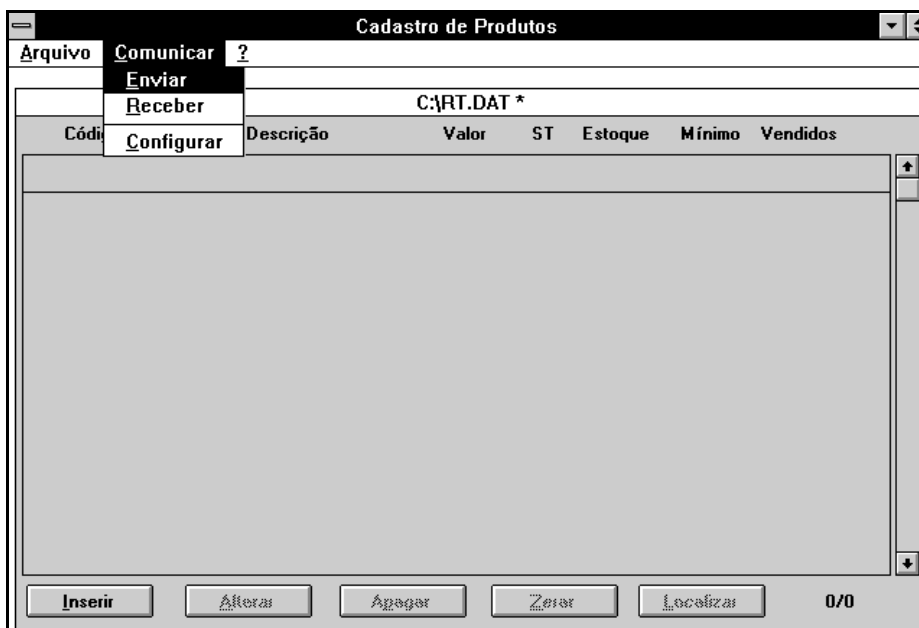 Cadastro de Produtos
Arquivo Comunicar ?
Enviar
Receber
C:\RT.DAT *
Configurar
Descrição Valor ST Estoque Mínimo Vendidos
Inserir Alterar Apagar Zerar Localizar 0/0